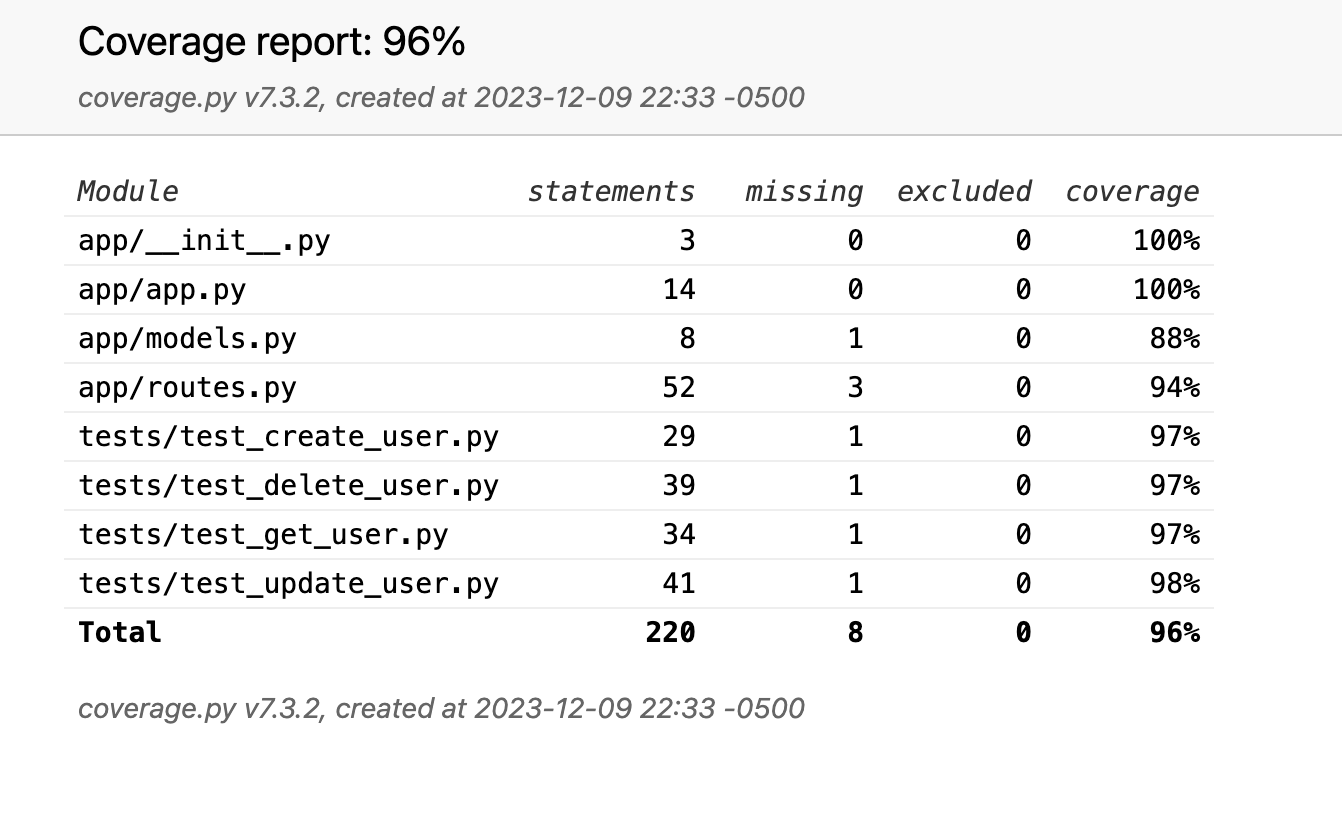 Coverage report: 96%
coverage.py v7.3.2, created at 2023-12-09 22:33 -0500
Module statements missing excluded coverage
app/__init__.py 3 0 0 100%
app/app.py 14 0 0 100%
app/models.py 8 1 0 88%
app/routes.py 52 3 0 94%
tests/test_create_user.py 29 1 0 97%
tests/test_delete_user.py 39 1 0 97%
tests/test_get_user.py 34 1 0 97%
tests/test_update_user.py 41 1 0 98%
Total 220 8 0 96%
coverage.py v7.3.2, created at 2023-12-09 22:33 -0500